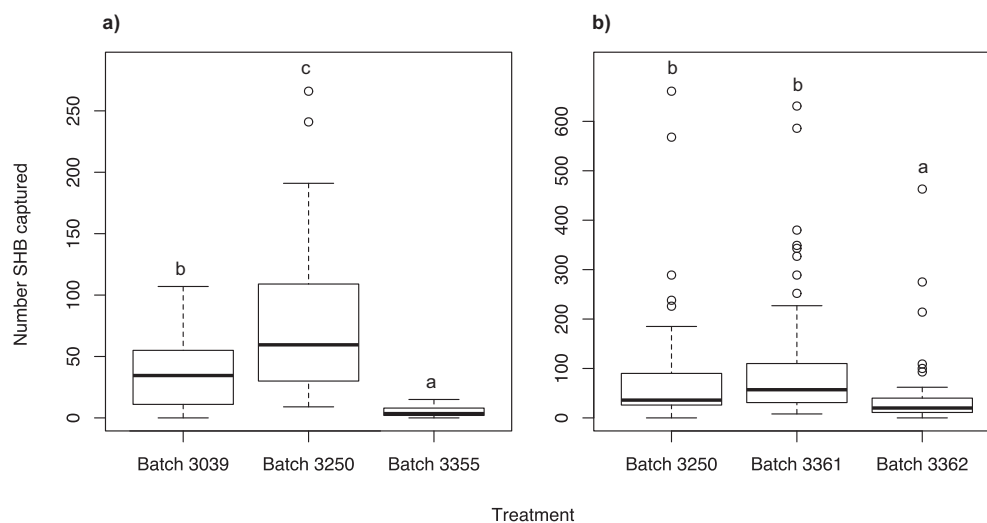 a)
Number SHB captured
250
200
150
100
50
0
c
b
a
Batch 3039 Batch 3250 Batch 3355
b)
600
500
400
300
200
100
0
b
b
a
Batch 3250 Batch 3361 Batch 3362
Treatment